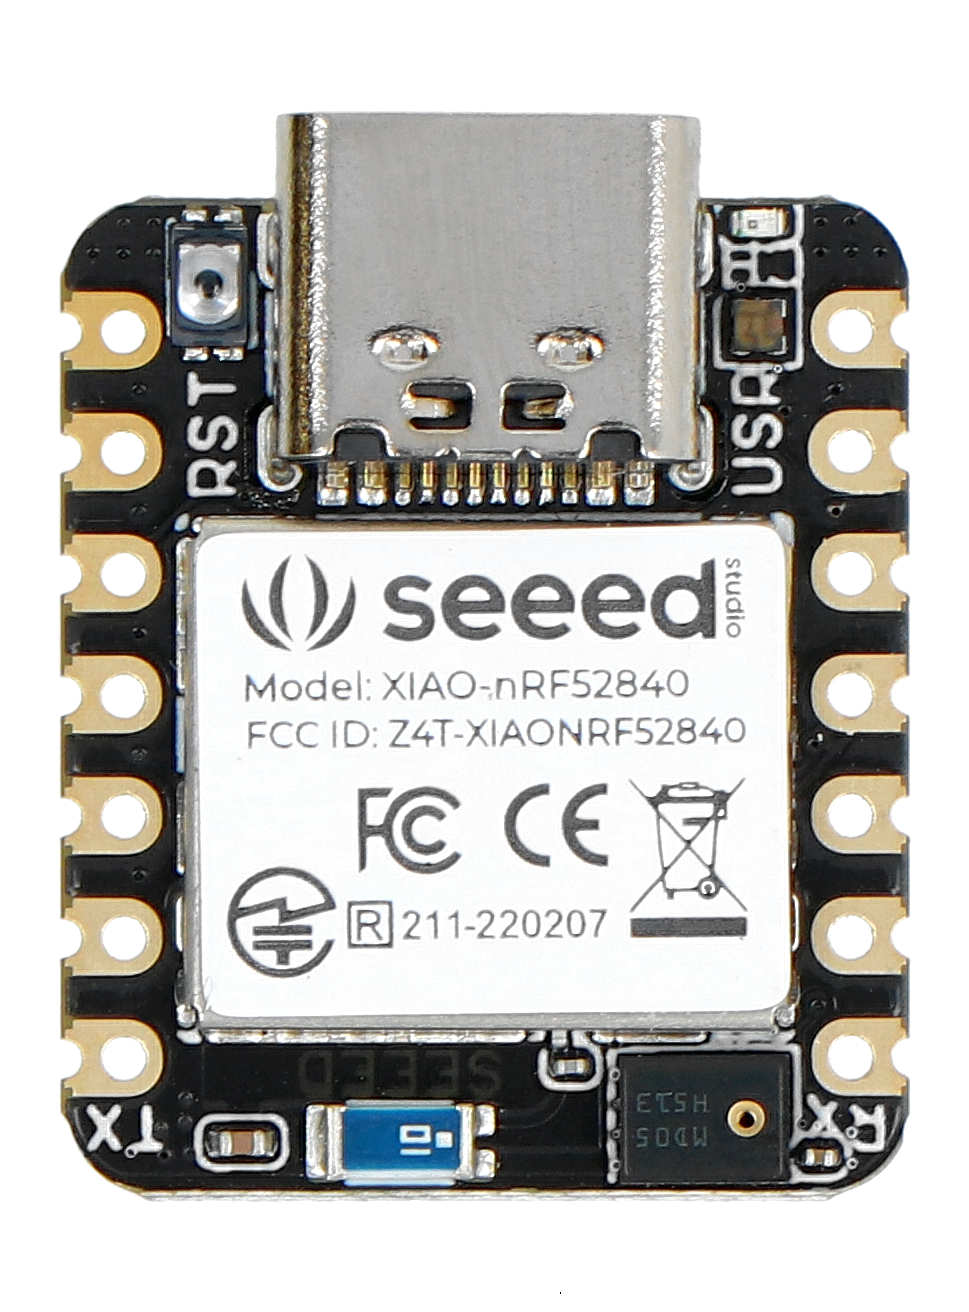 RST
USR
seeed
studio
Model: XIAO-nRF52840
FCC ID: Z4T-XIAONRF52840
FC CE
R 211-220207
SEEED
H513
MD05
TX
RX